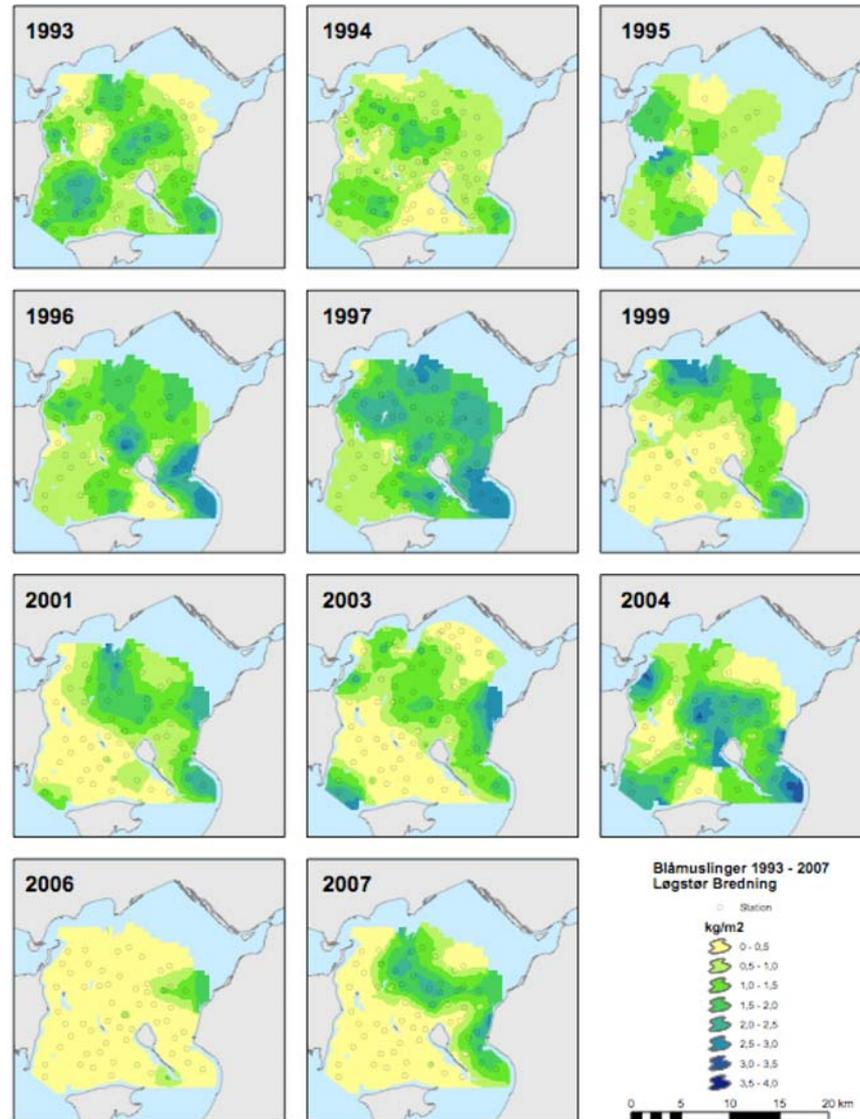 1993
1994
1995
1996
1997
1999
2001
2003
2004
2006
2007
Blåmuslinger 1993 - 2007
Løgstør Bredning
Station
kg/m2
0 - 0,5
0,5 - 1,0
1,0 - 1,5
1,5 - 2,0
2,0 - 2,5
2,5 - 3,0
3,0 - 3,5
3,5 - 4,0
0 5 10 15 20 km